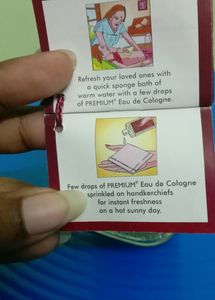 Refresh your loved ones with
a quick sponge bath of
warm water with a few drops
of PREMIUM® Eau de Cologne.
Few drops of PREMIUM® Eau de Cologne
sprinkled on handkerchiefs
for instant freshness
on a hot sunny day.